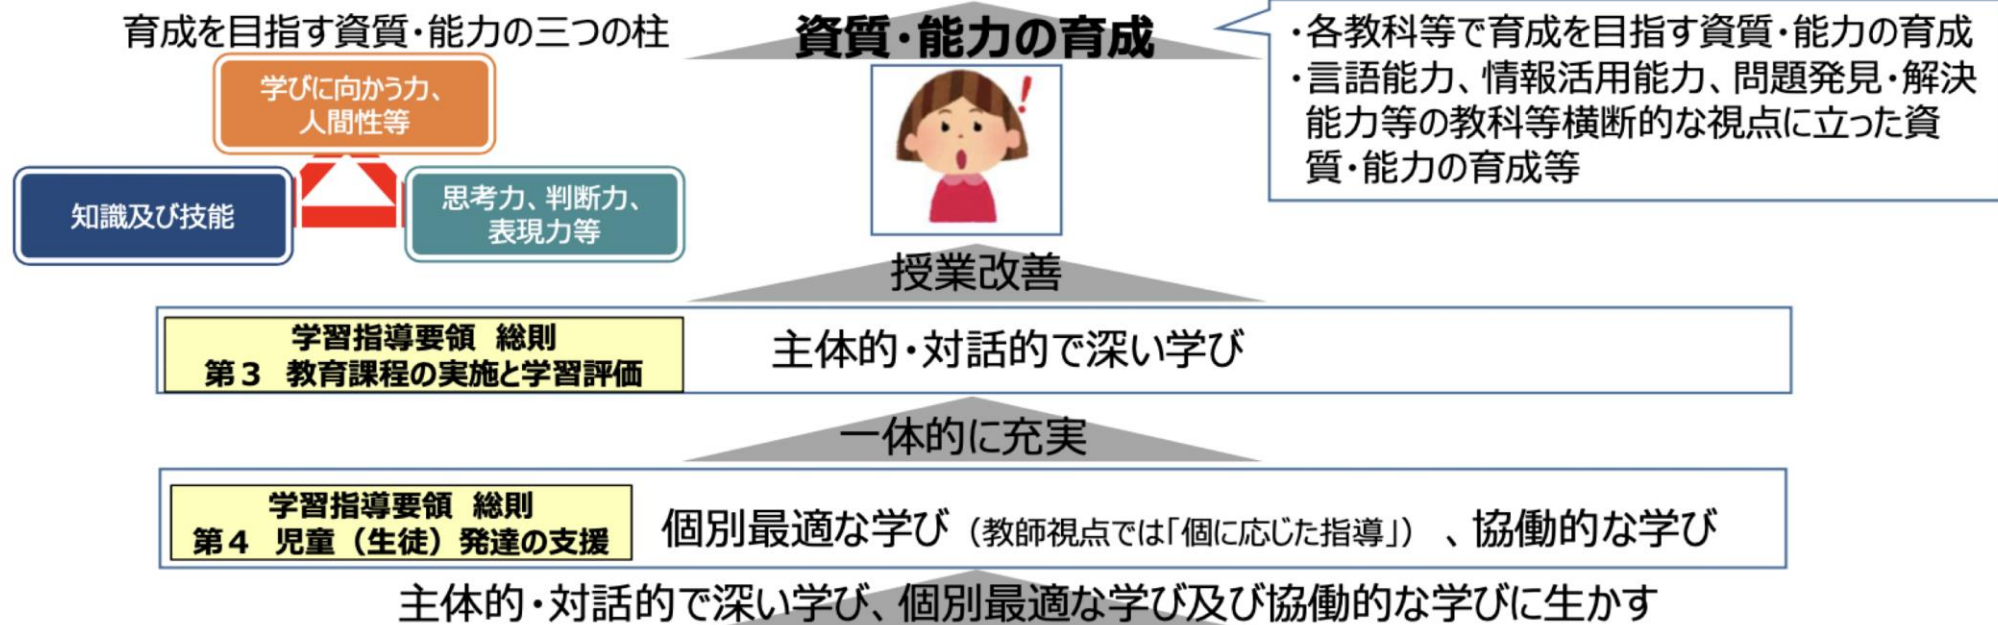 育成を目指す資質・能力の三つの柱
学びに向かう力、
人間性等
知識及び技能
思考力、判断力、
表現力等
資質・能力の育成
・各教科等で育成を目指す資質・能力の育成
・言語能力、情報活用能力、問題発見・解決
能力等の教科等横断的な視点に立った資
質・能力の育成等
授業改善
学習指導要領 総則
第3 教育課程の実施と学習評価
主体的・対話的で深い学び
一体的に充実
学習指導要領 総則
第4 児童(生徒)発達の支援
個別最適な学び(教師視点では「個に応じた指導」)、協働的な学び
主体的・対話的で深い学び、個別最適な学び及び協働的な学びに生かす